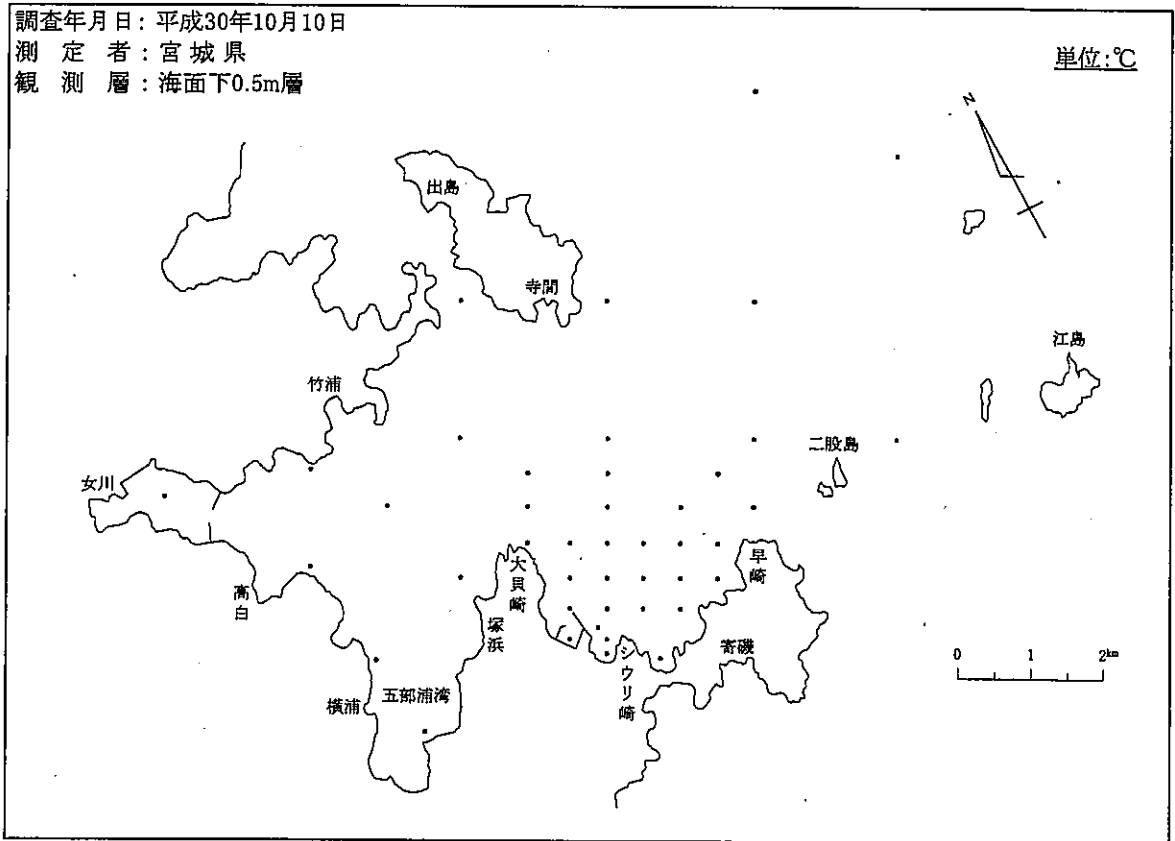 調査年月日：平成30年10月10日
測定者：宮城県
観測層：海面下0.5m層
単位：℃
N
出島
寺間
江島
竹浦
二股島
女川
早崎
大貝崎
高白
塚浜
寄磯
シウリ崎
五部浦湾
横浦
0 1 2km